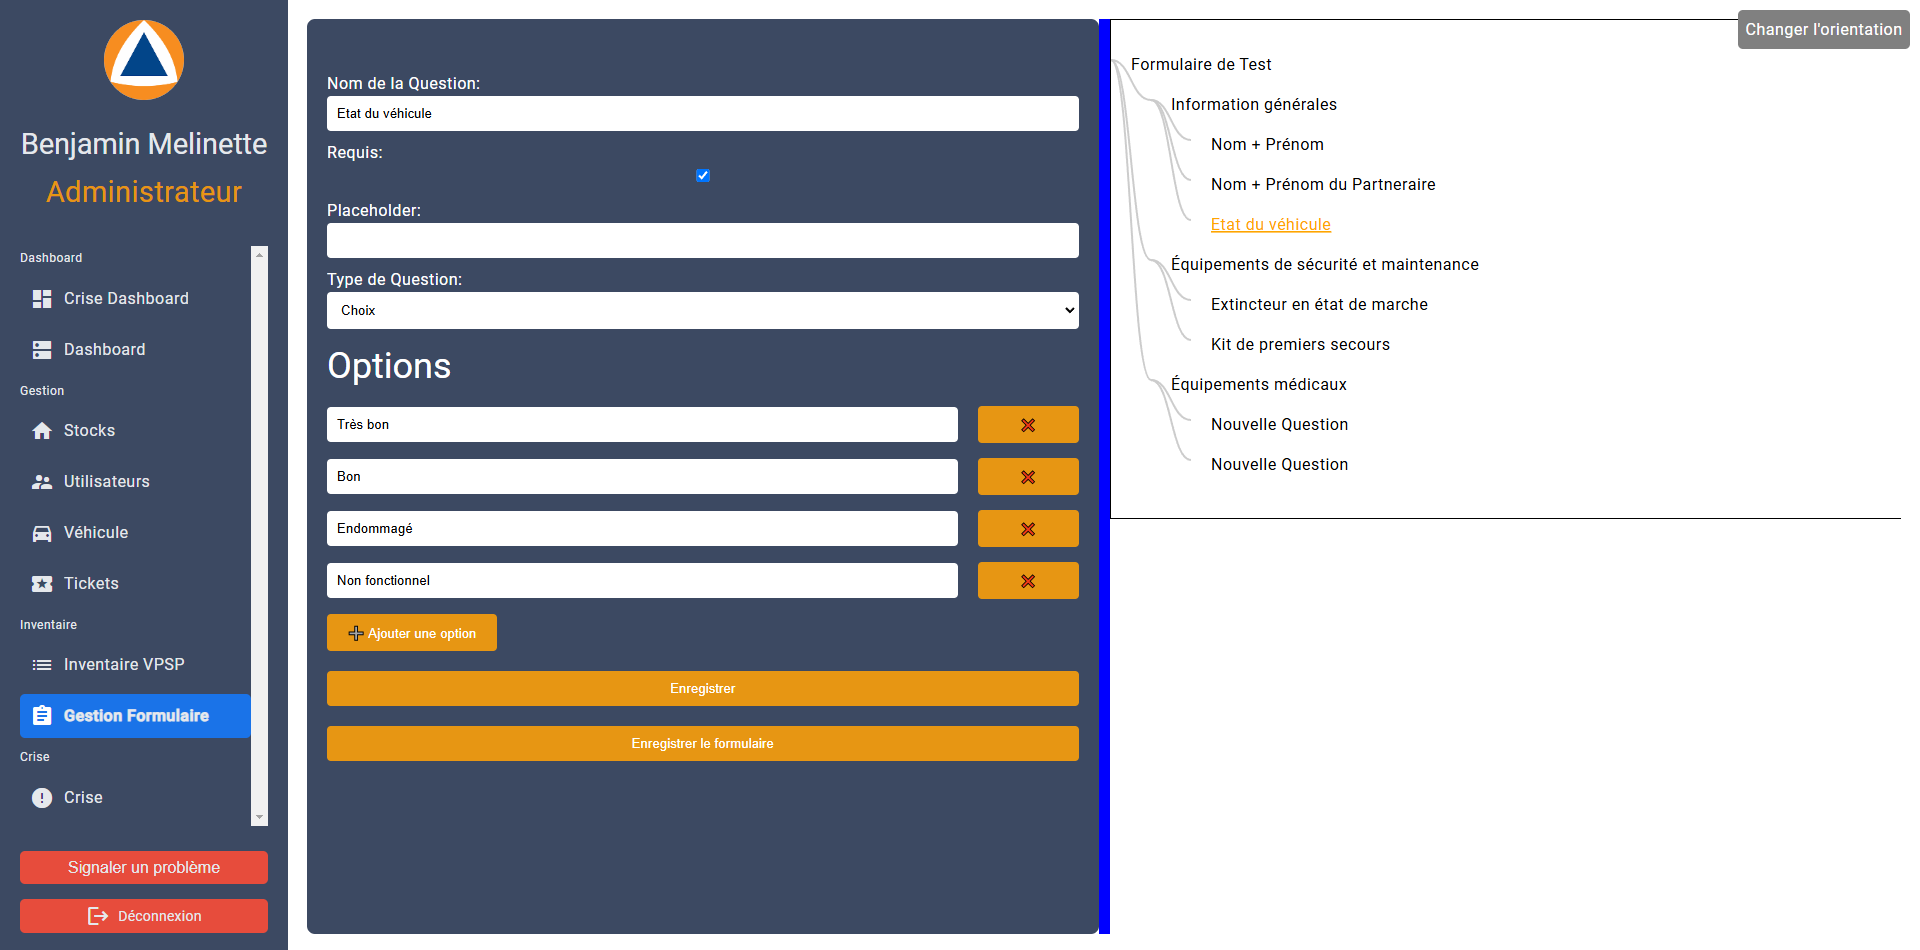 Benjamin Melinette
Administrateur
Dashboard
Crise Dashboard
Dashboard
Gestion
Stocks
Utilisateurs
Véhicule
Tickets
Inventaire
Inventaire VPSP
Gestion Formulaire
Crise
Crise
Signaler un problème
Déconnexion
Nom de la Question:
Etat du véhicule
Requis:
Placeholder:
Type de Question:
Choix
Options
Très bon
Bon
Endommagé
Non fonctionnel
Ajouter une option
Enregistrer
Enregistrer le formulaire
Changer l'orientation
Formulaire de Test
Information générales
Nom + Prénom
Nom + Prénom du Partneraire
Etat du véhicule
Équipements de sécurité et maintenance
Extincteur en état de marche
Kit de premiers secours
Équipements médicaux
Nouvelle Question
Nouvelle Question